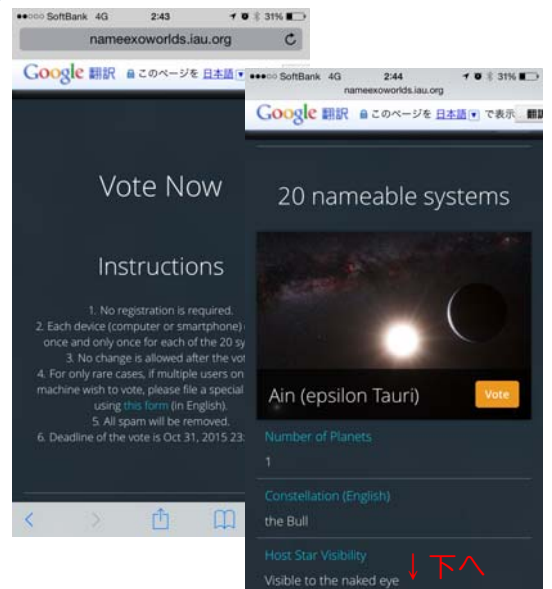 SoftBank 4G 2:43 31%
nameexoworlds.iau.org
Google 翻訳 このページを 日本語
Vote Now
Instructions
1. No registration is required.
2. Each device (computer or smartphone)
once and only once for each of the 20 sy
3. No change is allowed after the vot
4. For only rare cases, if multiple users on
machine wish to vote, please file a special
using this form (in English).
5. All spam will be removed.
6. Deadline of the vote is Oct 31, 2015 23:
SoftBank 4G 2:44 31%
nameexoworlds.iau.org
Google 翻訳 このページを 日本語 で表示 翻訳
20 nameable systems
Ain (epsilon Tauri)
Vote
Number of Planets
1
Constellation (English)
the Bull
Host Star Visibility
Visible to the naked eye
↓下へ